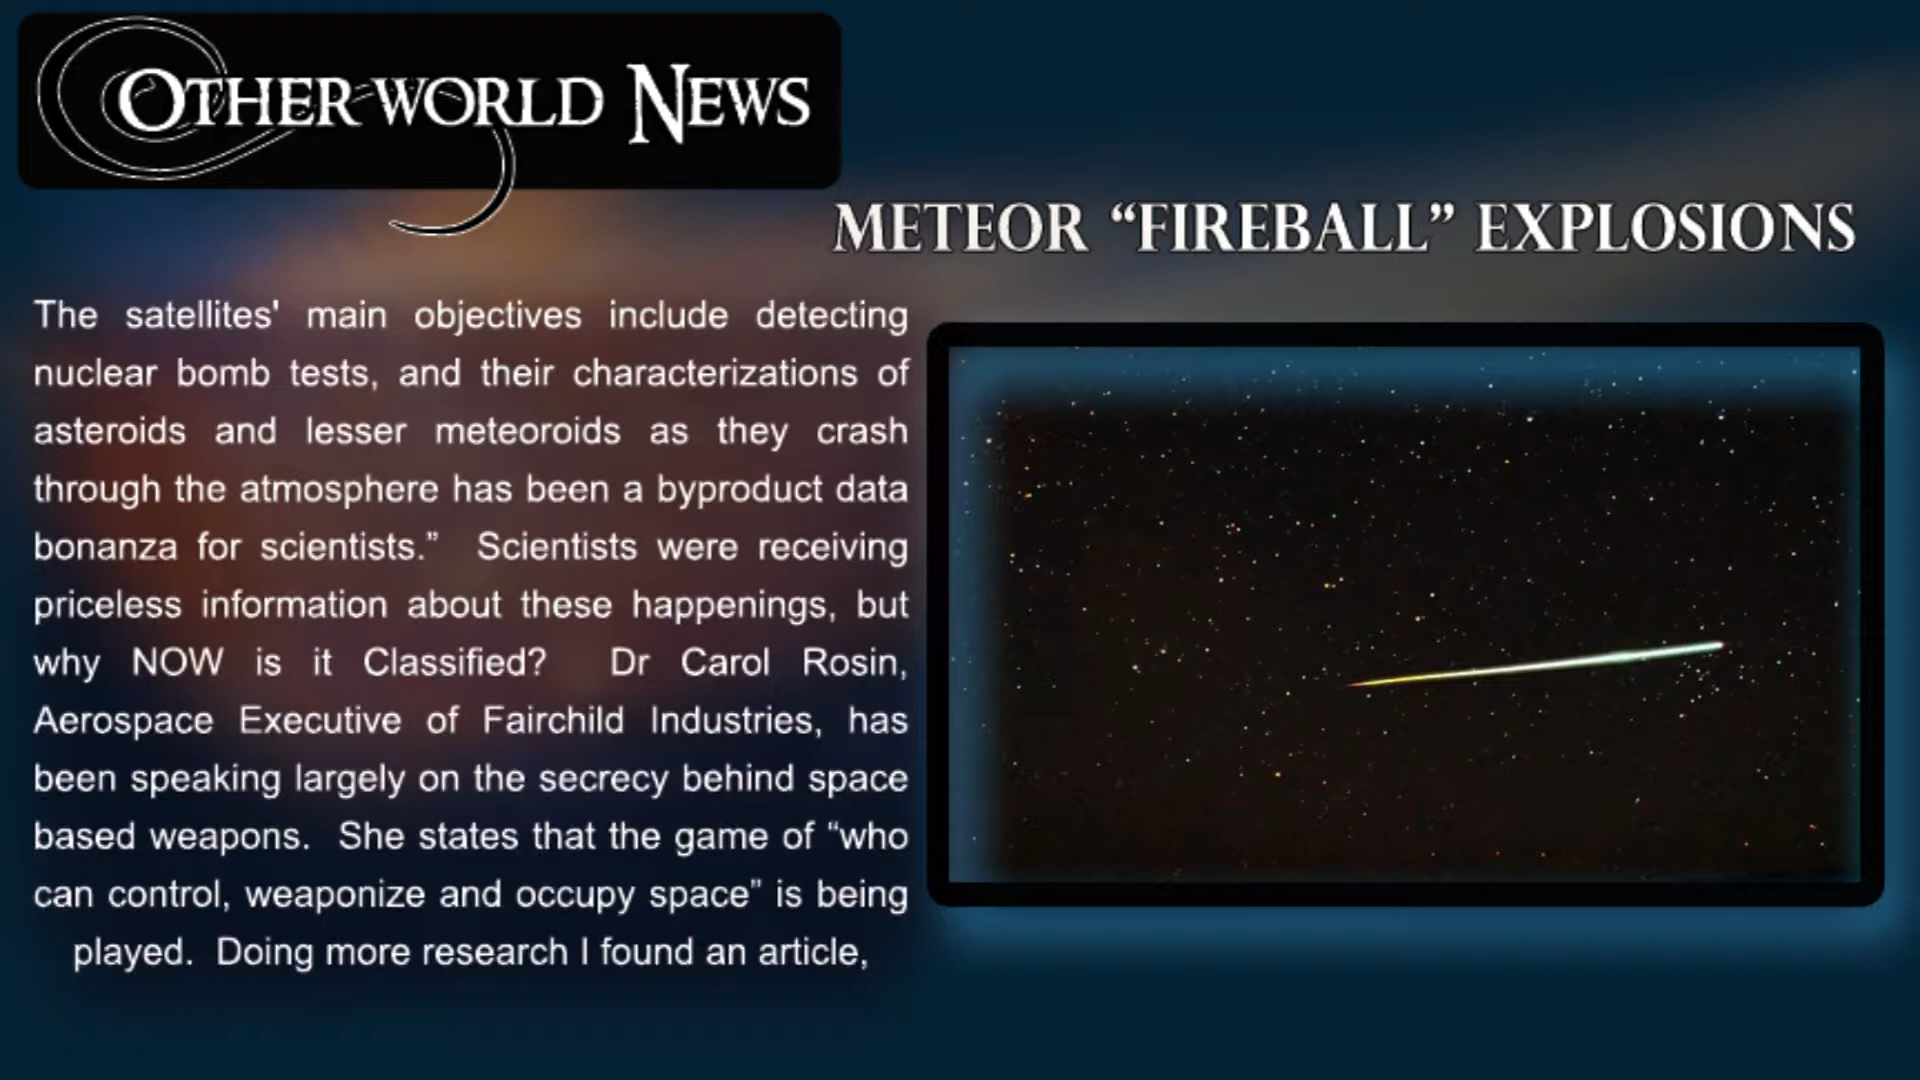 OTHER WORLD NEWS
METEOR “FIREBALL” EXPLOSIONS
The satellites' main objectives include detecting
nuclear bomb tests, and their characterizations of
asteroids and lesser meteoroids as they crash
through the atmosphere has been a byproduct data
bonanza for scientists.” Scientists were receiving
priceless information about these happenings, but
why NOW is it Classified? Dr Carol Rosin,
Aerospace Executive of Fairchild Industries, has
been speaking largely on the secrecy behind space
based weapons. She states that the game of “who
can control, weaponize and occupy space” is being
played. Doing more research I found an article,